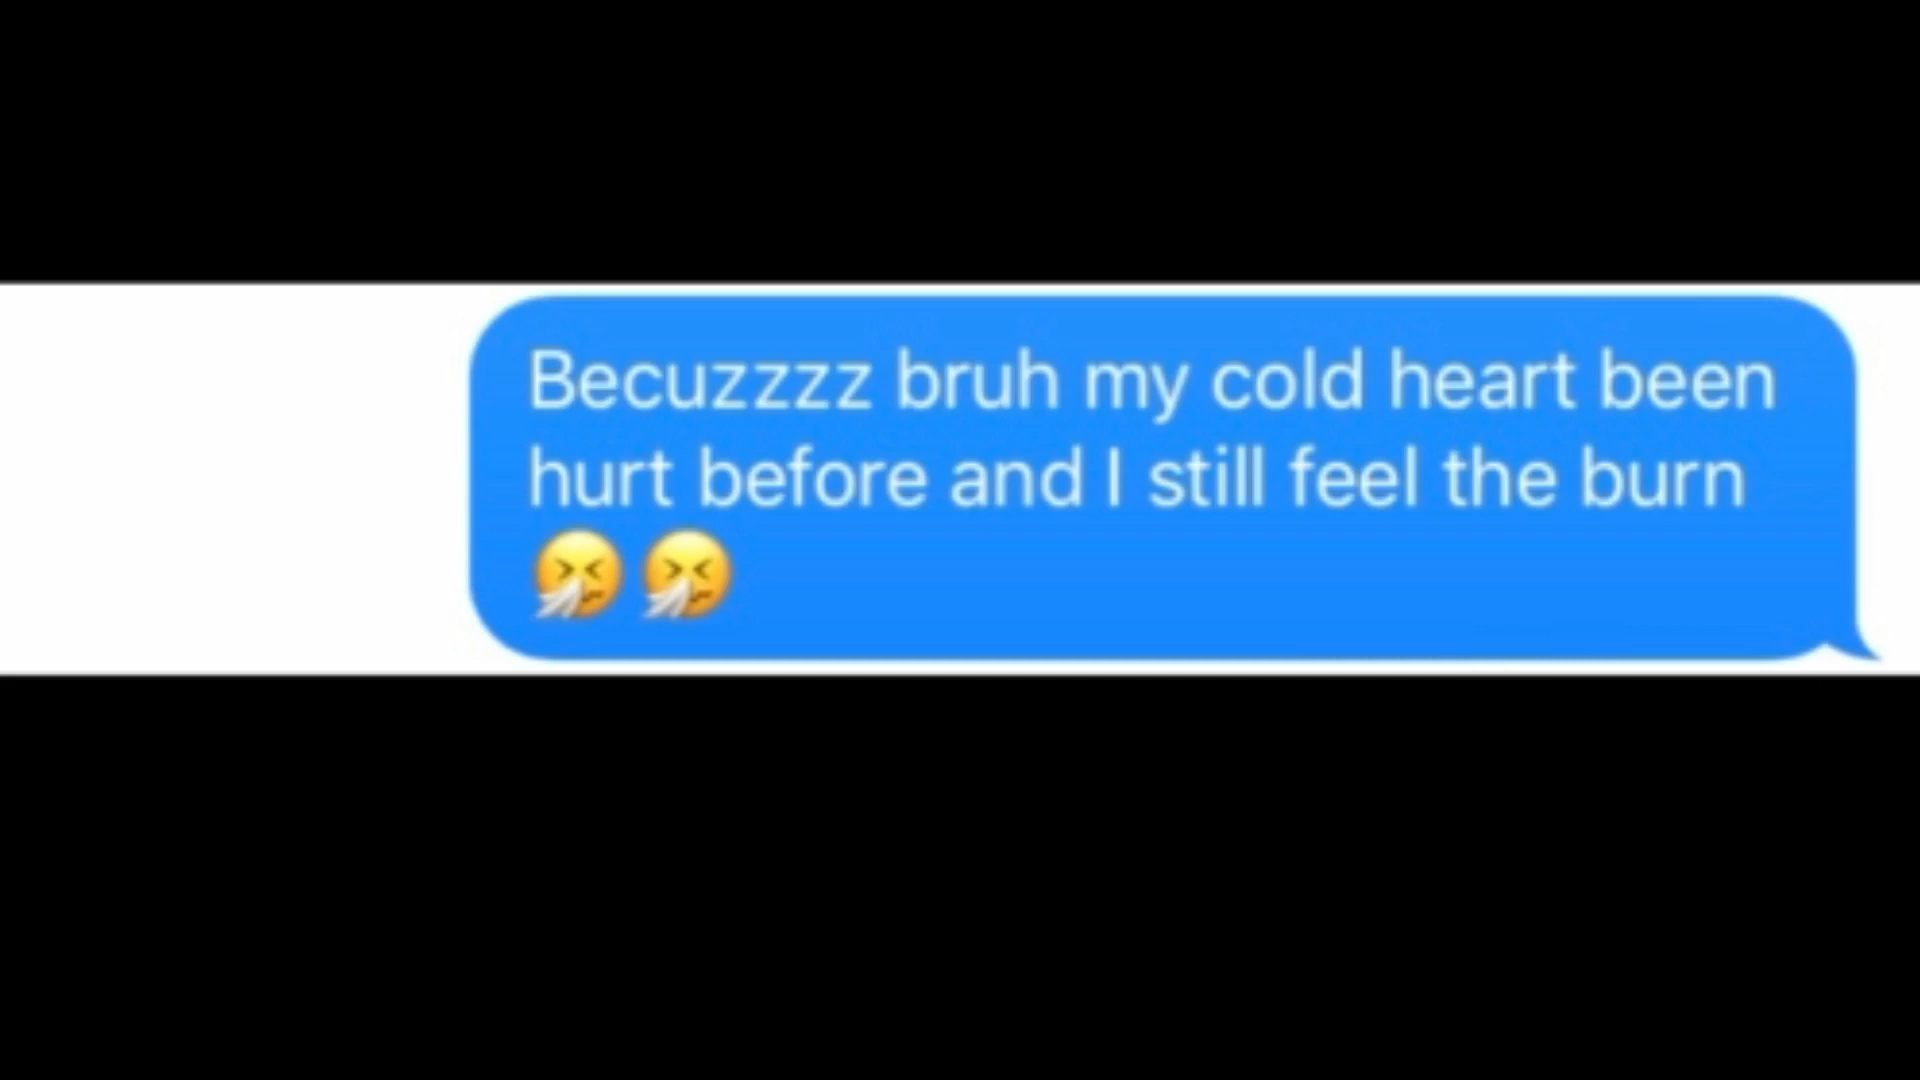 Becuzzzz bruh my cold heart been
hurt before and I still feel the burn
🤧🤧